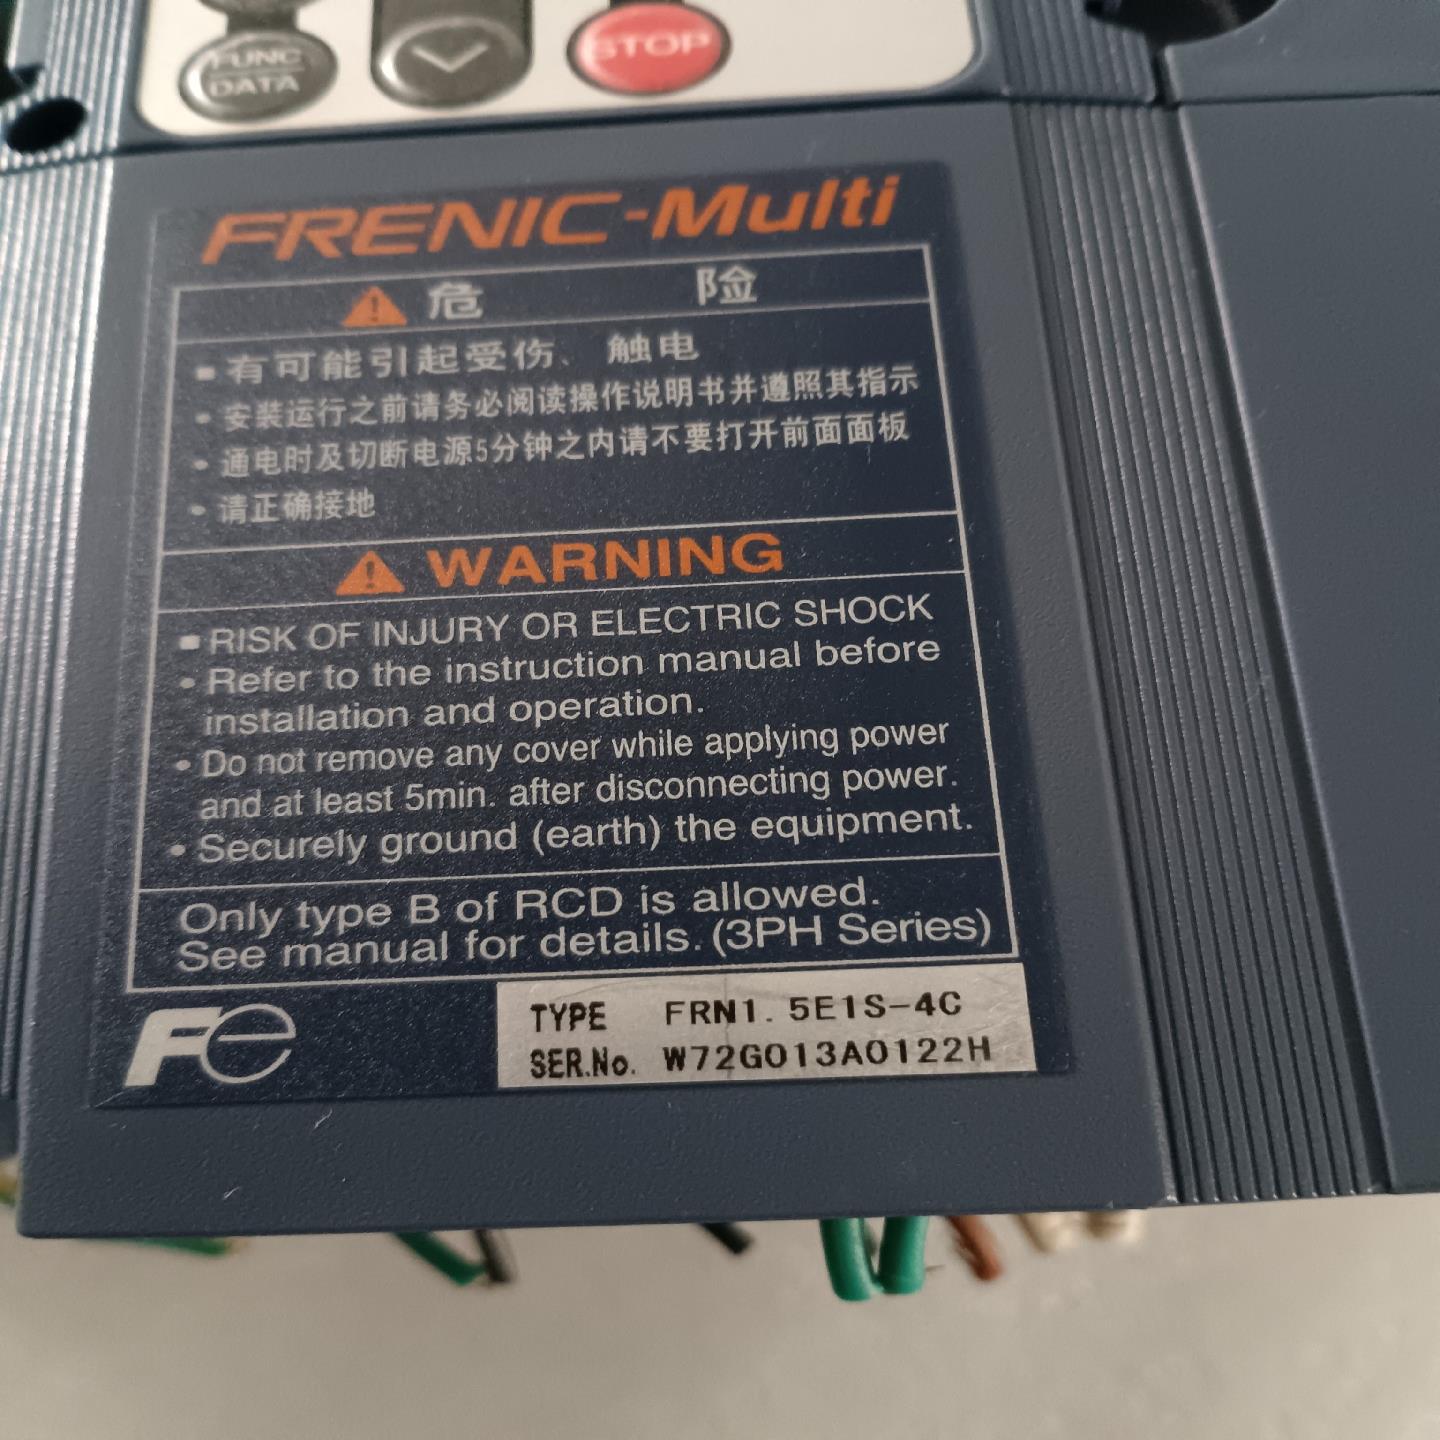 FUNC
DATA
STOP
FRENIC-Multi
危 险
▪ 有可能引起受伤、触电
• 安装运行之前请务必阅读操作说明书并遵照其指示
• 通电时及切断电源5分钟之内请不要打开前面面板
• 请正确接地
WARNING
▪ RISK OF INJURY OR ELECTRIC SHOCK
• Refer to the instruction manual before
installation and operation.
• Do not remove any cover while applying power
and at least 5min. after disconnecting power.
• Securely ground (earth) the equipment.
Only type B of RCD is allowed.
See manual for details. (3PH Series)
Fe
TYPE FRN1.5E1S-4C
SER.No. W72G013A0122H